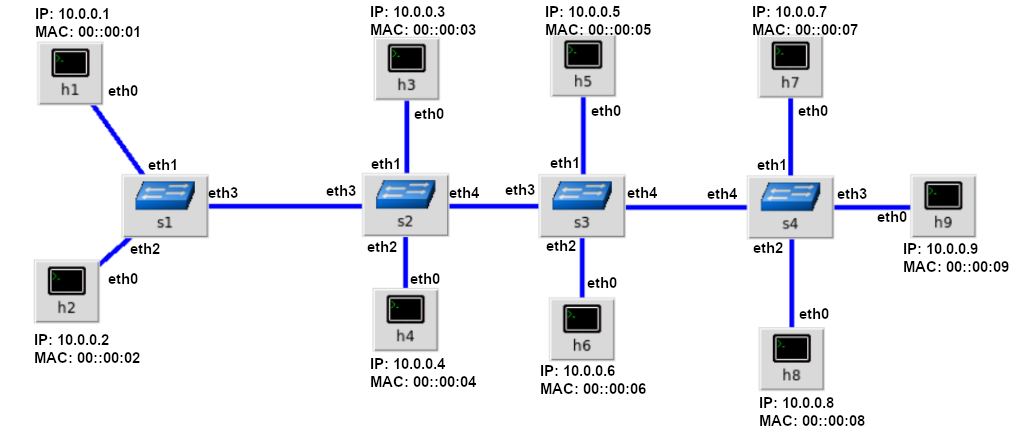 IP: 10.0.0.1
MAC: 00::00:01
IP: 10.0.0.3
MAC: 00::00:03
IP: 10.0.0.5
MAC: 00::00:05
IP: 10.0.0.7
MAC: 00::00:07
h1
eth0
h3
eth0
h5
eth0
h7
eth0
eth1
eth1
eth1
eth1
s1
eth3
eth3
s2
eth4
eth3
s3
eth4
eth4
s4
eth3
eth0
h9
eth2
eth2
eth2
eth2
IP: 10.0.0.9
MAC: 00::00:09
eth0
h2
eth0
h4
eth0
h6
eth0
h8
IP: 10.0.0.2
MAC: 00::00:02
IP: 10.0.0.4
MAC: 00::00:04
IP: 10.0.0.6
MAC: 00::00:06
IP: 10.0.0.8
MAC: 00::00:08